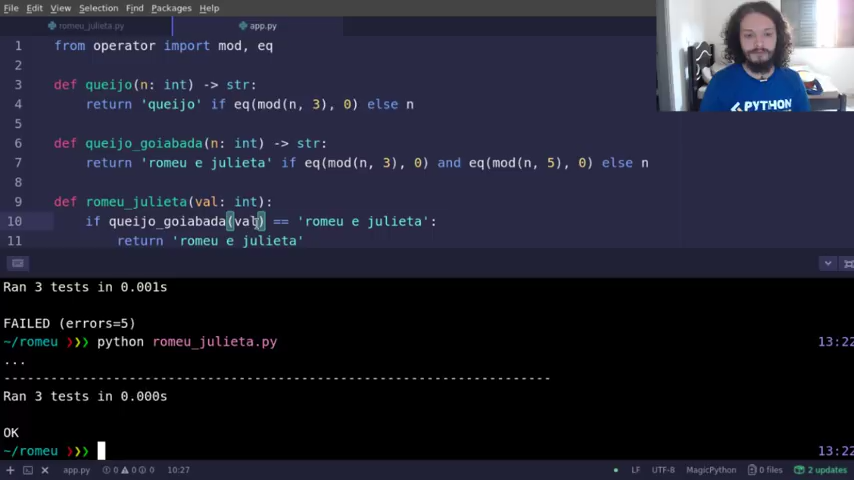 File Edit View Selection Find Packages Help
romeu_julieta.py app.py
1 from operator import mod, eq
2
3 def queijo(n: int) -> str:
4 return 'queijo' if eq(mod(n, 3), 0) else n
5
6 def queijo_goiabada(n: int) -> str:
7 return 'romeu e julieta' if eq(mod(n, 3), 0) and eq(mod(n, 5), 0) else n
8
9 def romeu_julieta(val: int):
10 if queijo_goiabada(val) == 'romeu e julieta':
11 return 'romeu e julieta'
PYTHON
Ran 3 tests in 0.001s
FAILED (errors=5)
~/romeu ❯❯❯ python romeu_julieta.py 13:22
...
----------------------------------------------------------------------
Ran 3 tests in 0.000s
OK
~/romeu ❯❯❯ 13:22
app.py 0 0 0 10:27 LF UTF-8 MagicPython 0 files 2 updates